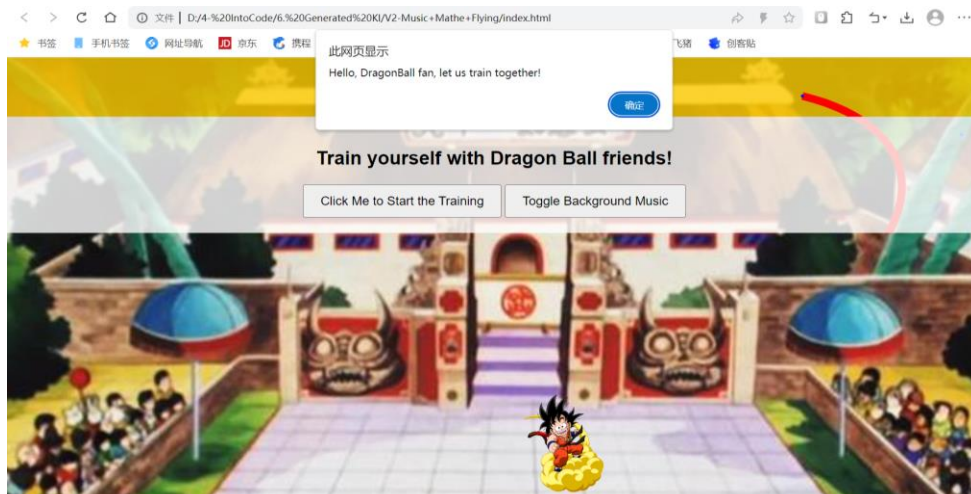 文件 D:/4-%20IntoCode/6.%20Generated%20KI/V2-Music+Mathe+Flying/index.html
书签 手机书签 网址导航 JD 京东 携程 飞猪 创客贴
此网页显示
Hello, DragonBall fan, let us train together!
确定
Train yourself with Dragon Ball friends!
Click Me to Start the Training Toggle Background Music